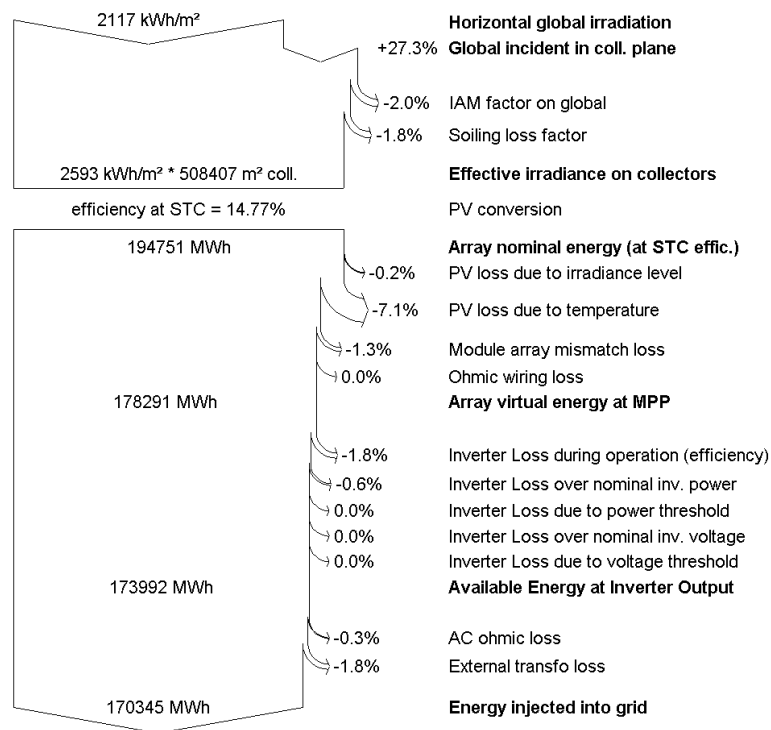 2117 kWh/m² Horizontal global irradiation
+27.3% Global incident in coll. plane
-2.0% IAM factor on global
-1.8% Soiling loss factor
2593 kWh/m² * 508407 m² coll. Effective irradiance on collectors
efficiency at STC = 14.77% PV conversion
194751 MWh Array nominal energy (at STC effic.)
-0.2% PV loss due to irradiance level
-7.1% PV loss due to temperature
-1.3% Module array mismatch loss
0.0% Ohmic wiring loss
178291 MWh Array virtual energy at MPP
-1.8% Inverter Loss during operation (efficiency)
-0.6% Inverter Loss over nominal inv. power
0.0% Inverter Loss due to power threshold
0.0% Inverter Loss over nominal inv. voltage
0.0% Inverter Loss due to voltage threshold
173992 MWh Available Energy at Inverter Output
-0.3% AC ohmic loss
-1.8% External transfo loss
170345 MWh Energy injected into grid